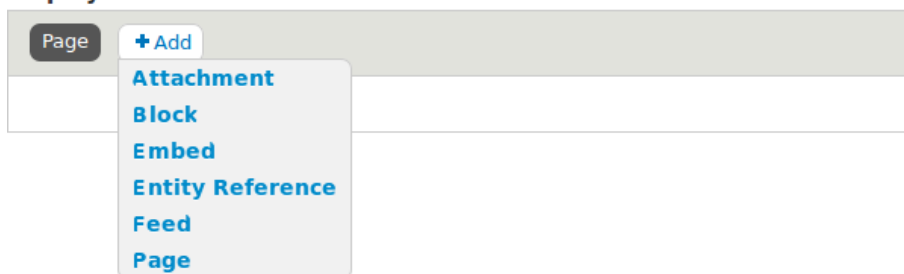 Page
+ Add
Attachment
Block
Embed
Entity Reference
Feed
Page